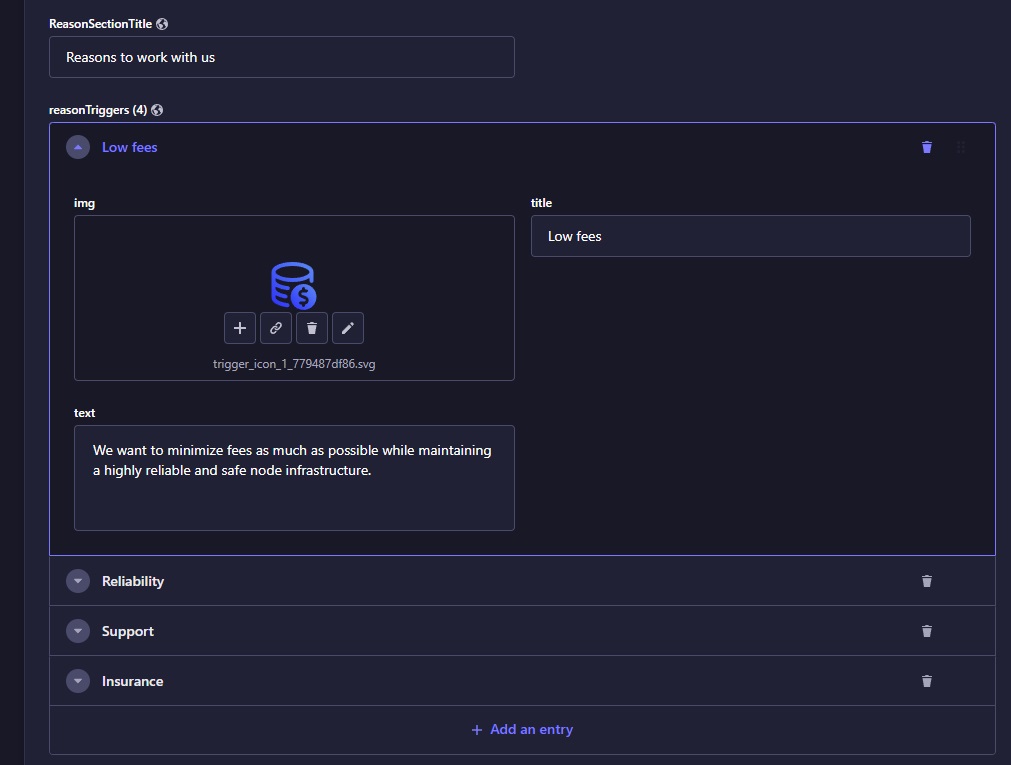 ReasonSectionTitle
Reasons to work with us
reasonTriggers (4)
Low fees
img
title
Low fees
trigger_icon_1_779487df86.svg
text
We want to minimize fees as much as possible while maintaining
a highly reliable and safe node infrastructure.
Reliability
Support
Insurance
+ Add an entry